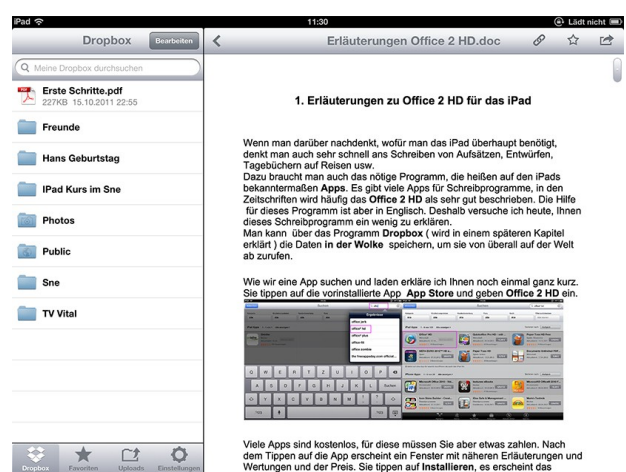 iPad 11:30 Lädt nicht
Dropbox Bearbeiten
Erläuterungen Office 2 HD.doc
Meine Dropbox durchsuchen
Erste Schritte.pdf
227KB 15.10.2011 22:55
Freunde
Hans Geburtstag
IPad Kurs im Sne
Photos
Public
Sne
TV Vital
Dropbox Favoriten Uploads Einstellungen
1. Erläuterungen zu Office 2 HD für das iPad
Wenn man darüber nachdenkt, wofür man das iPad überhaupt benötigt,
denkt man auch sehr schnell ans Schreiben von Aufsätzen, Entwürfen,
Tagebüchern auf Reisen usw.
Dazu braucht man auch das nötige Programm, die heißen auf den iPads
bekanntermaßen Apps. Es gibt viele Apps für Schreibprogramme, in den
Zeitschriften wird häufig das Office 2 HD als sehr gut beschrieben. Die Hilfe
für dieses Programm ist aber in Englisch. Deshalb versuche ich heute, Ihnen
dieses Schreibprogramm ein wenig zu erklären.
Man kann über das Programm Dropbox ( wird in einem späteren Kapitel
erklärt ) die Daten in der Wolke speichern, um sie von überall auf der Welt
ab zurufen.
Wie wir eine App suchen und laden erkläre ich Ihnen noch einmal ganz kurz.
Sie tippen auf die vorinstallierte App App Store und geben Office 2 HD ein.
Q W E R T Z U I O P
A S D F G H J K L
Y X C V B N M
Viele Apps sind kostenlos, für diese müssen Sie aber etwas zahlen. Nach
dem Tippen auf die App erscheint ein Fenster mit näheren Erläuterungen und
Wertungen und der Preis. Sie tippen auf Installieren, es erscheint das